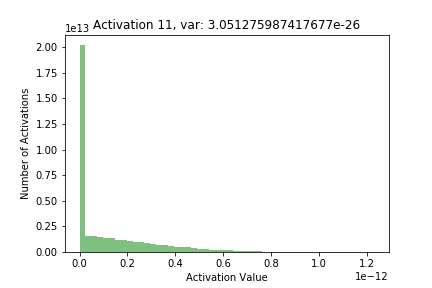 1e13
Activation 11, var: 3.051275987417677e-26
2.00
1.75
1.50
1.25
1.00
0.75
0.50
0.25
0.00
Number of Activations
0.0 0.2 0.4 0.6 0.8 1.0 1.2
1e−12
Activation Value